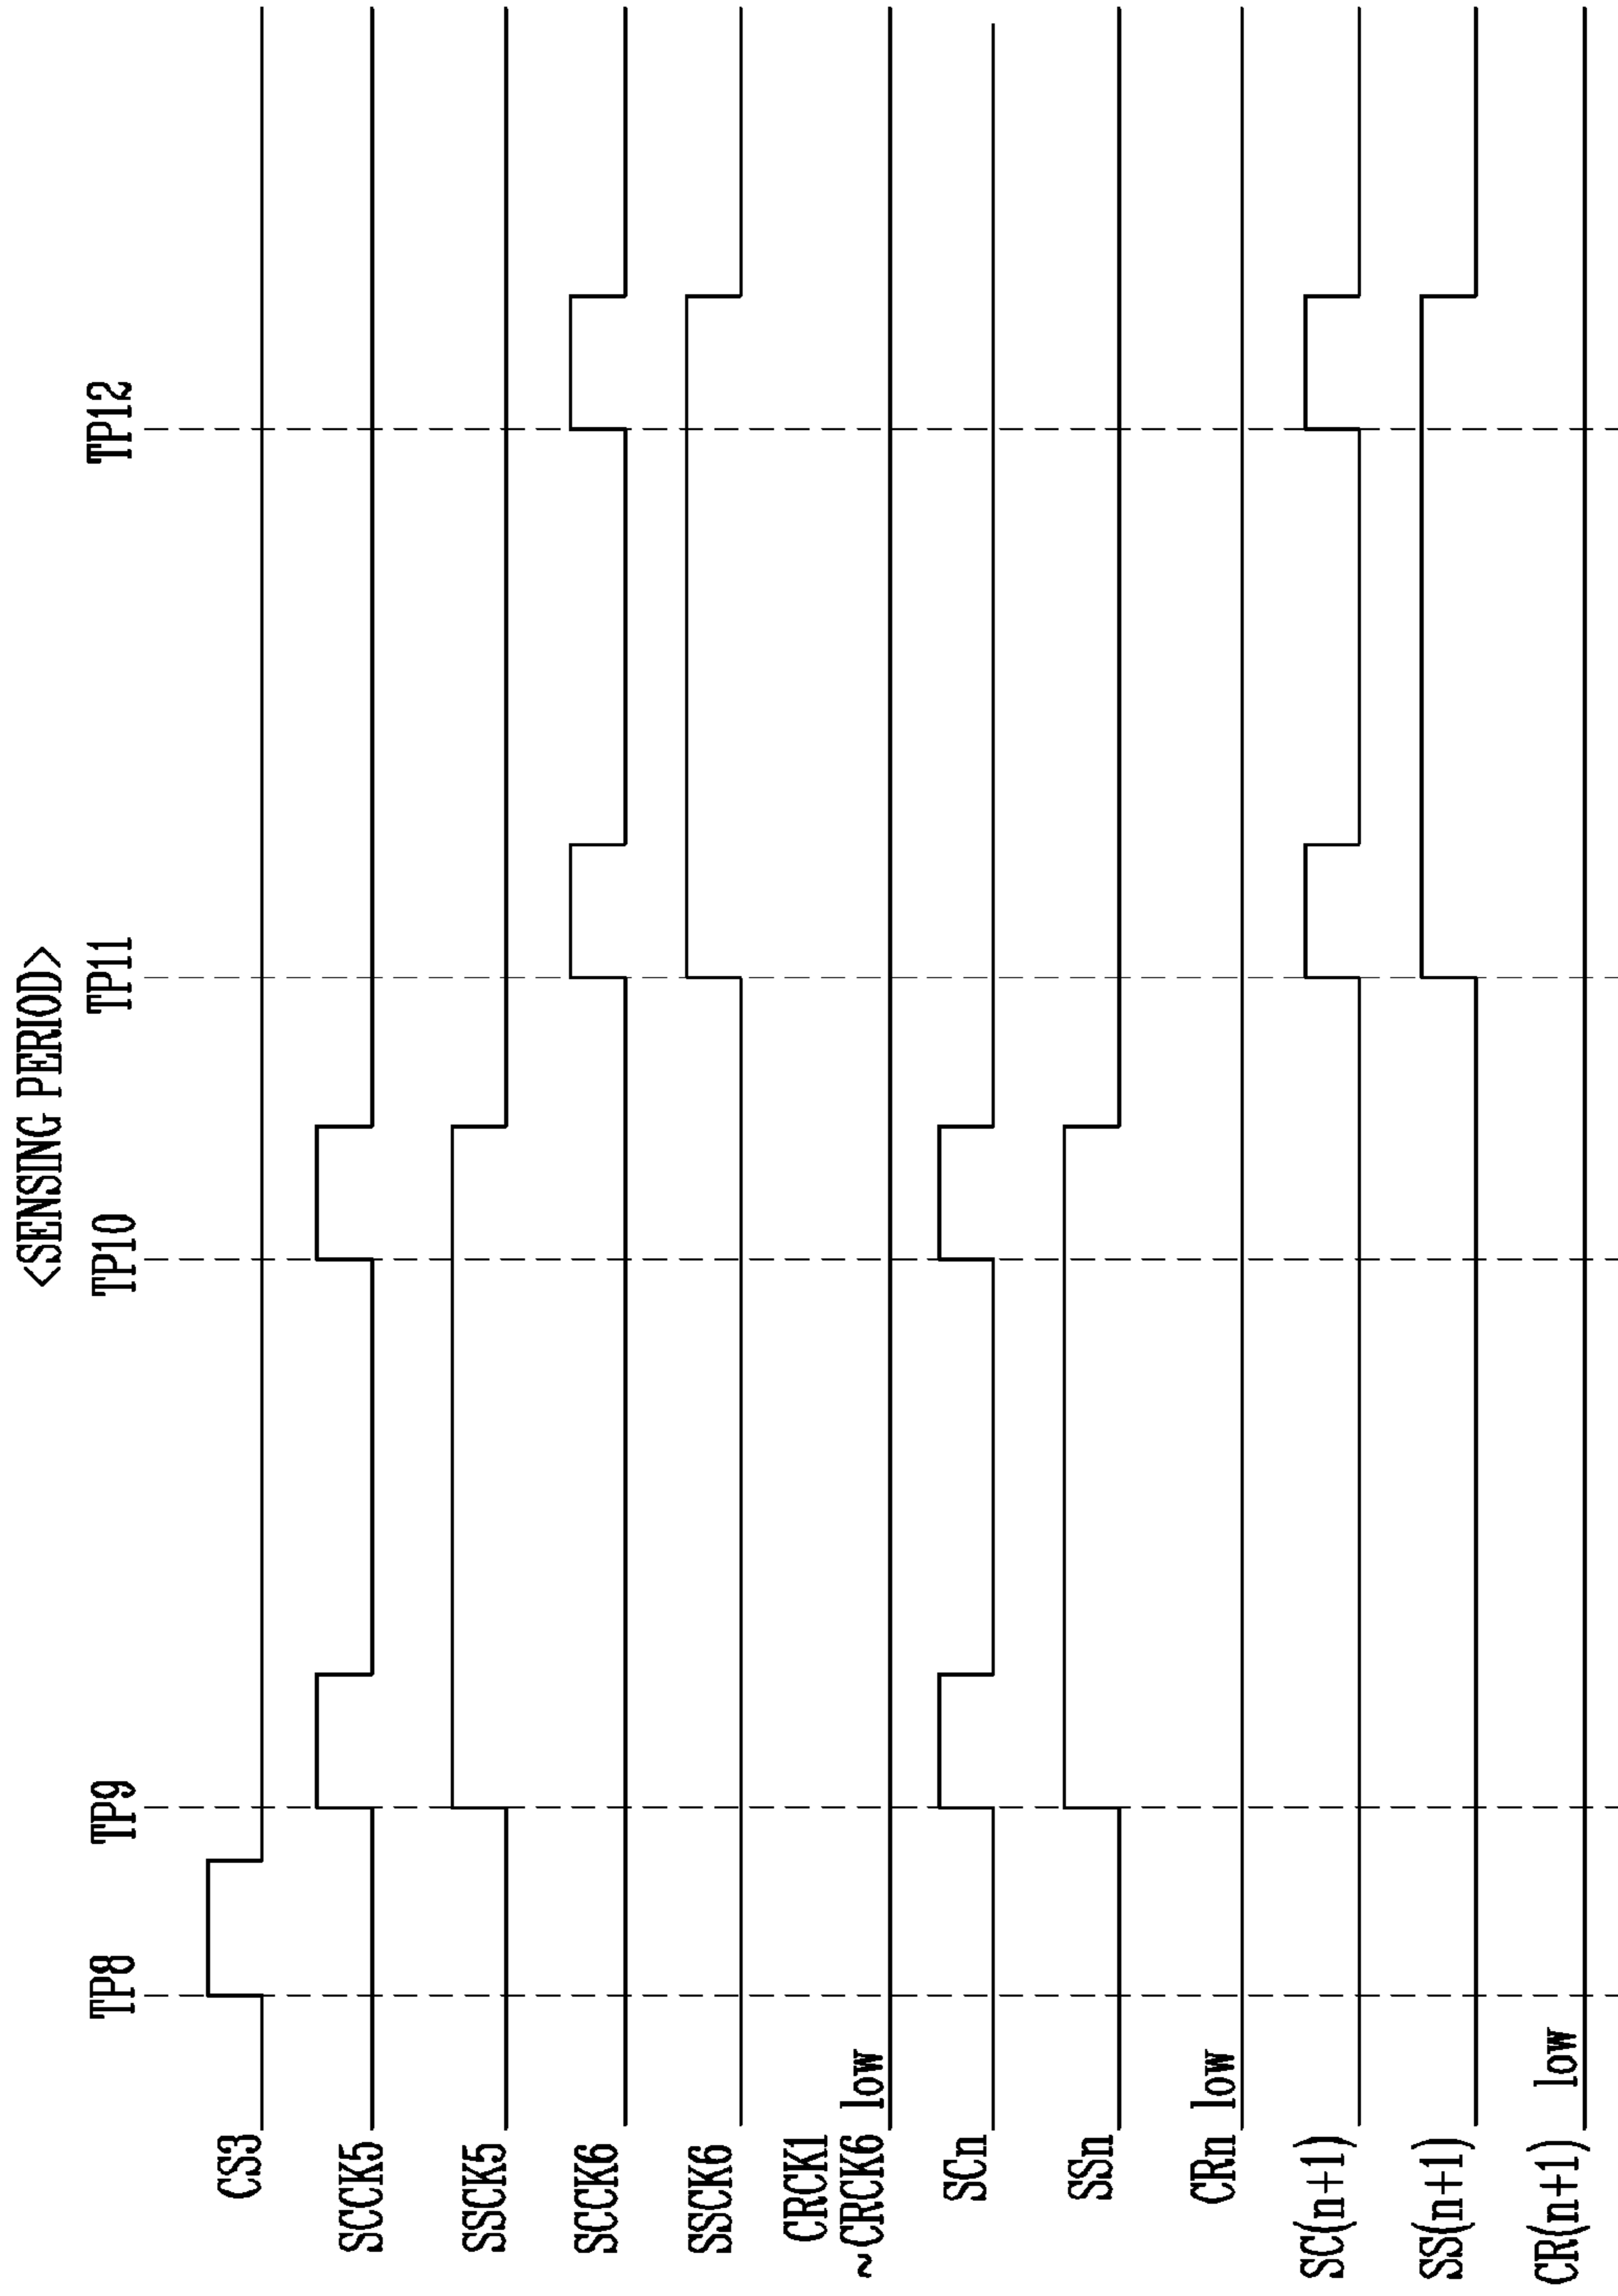 <SENSING PERIOD>
TP8 TP9 TP10 TP11 TP12
CS3
SCCK5
SSCK5
SCCK6
SSCK6
CRCK1
~CRCK6 low
SCn
SSn
CRn low
SC(n+1)
SS(n+1)
CR(n+1) low